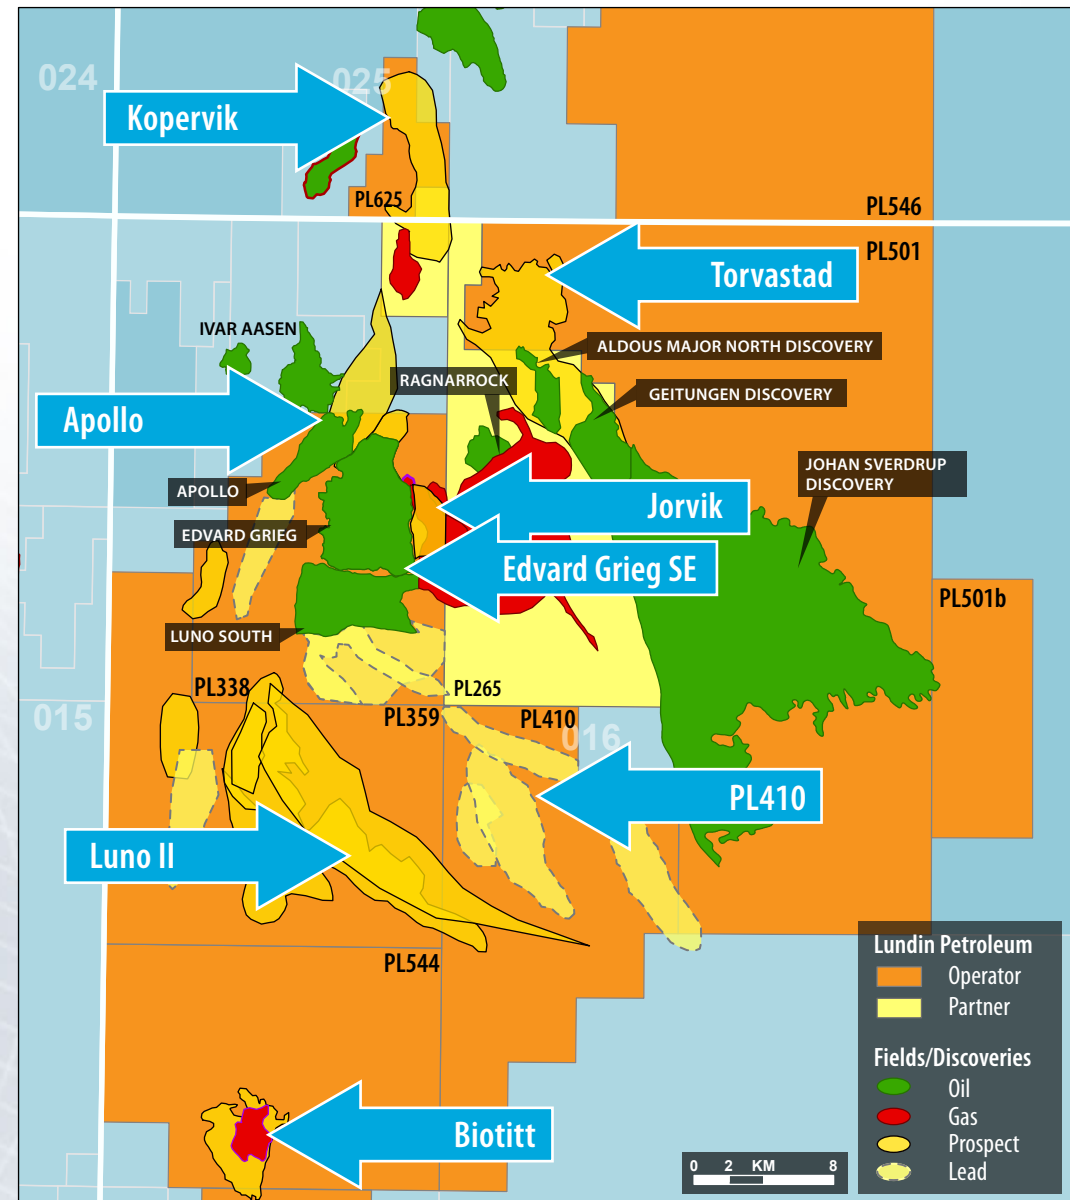 024
025
Kopervik
PL625
PL546
PL501
Torvastad
IVAR AASEN
ALDOUS MAJOR NORTH DISCOVERY
RAGNARROCK
GEITUNGEN DISCOVERY
Apollo
JOHAN SVERDRUP
DISCOVERY
APOLLO
Jorvik
EDVARD GRIEG
Edvard Grieg SE
PL501b
LUNO SOUTH
PL338
PL265
015
PL359
PL410
016
PL410
Luno II
PL544
Lundin Petroleum
Operator
Partner
Fields/Discoveries
Oil
Gas
Prospect
Lead
Biotitt
0 2 KM 8